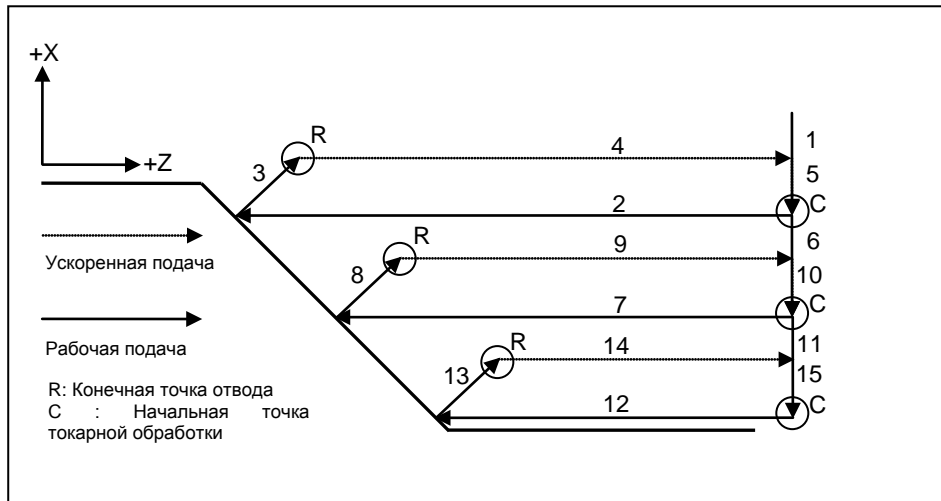 +X
+Z
R
1
3
4
5
2
C
R
6
8
9
10
7
C
R
11
13
14
15
12
C
Ускоренная подача
Рабочая подача
R: Конечная точка отвода
C : Начальная точка
токарной обработки